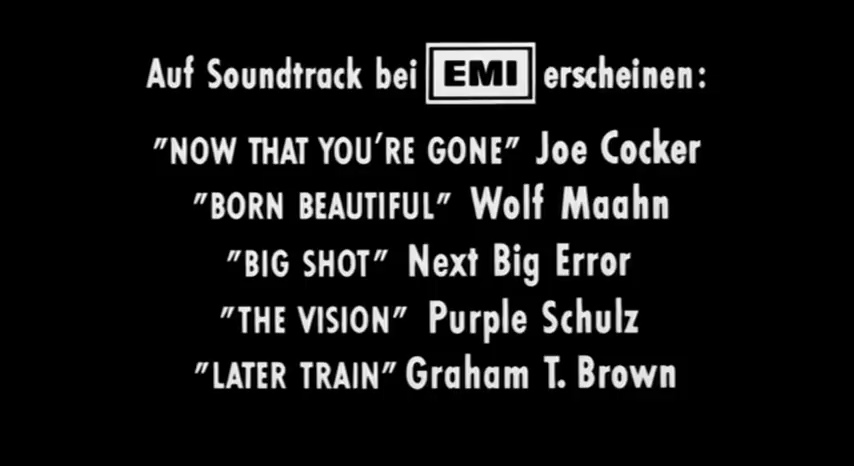 Auf Soundtrack bei EMI erscheinen:
"NOW THAT YOU'RE GONE" Joe Cocker
"BORN BEAUTIFUL" Wolf Maahn
"BIG SHOT" Next Big Error
"THE VISION" Purple Schulz
"LATER TRAIN" Graham T. Brown